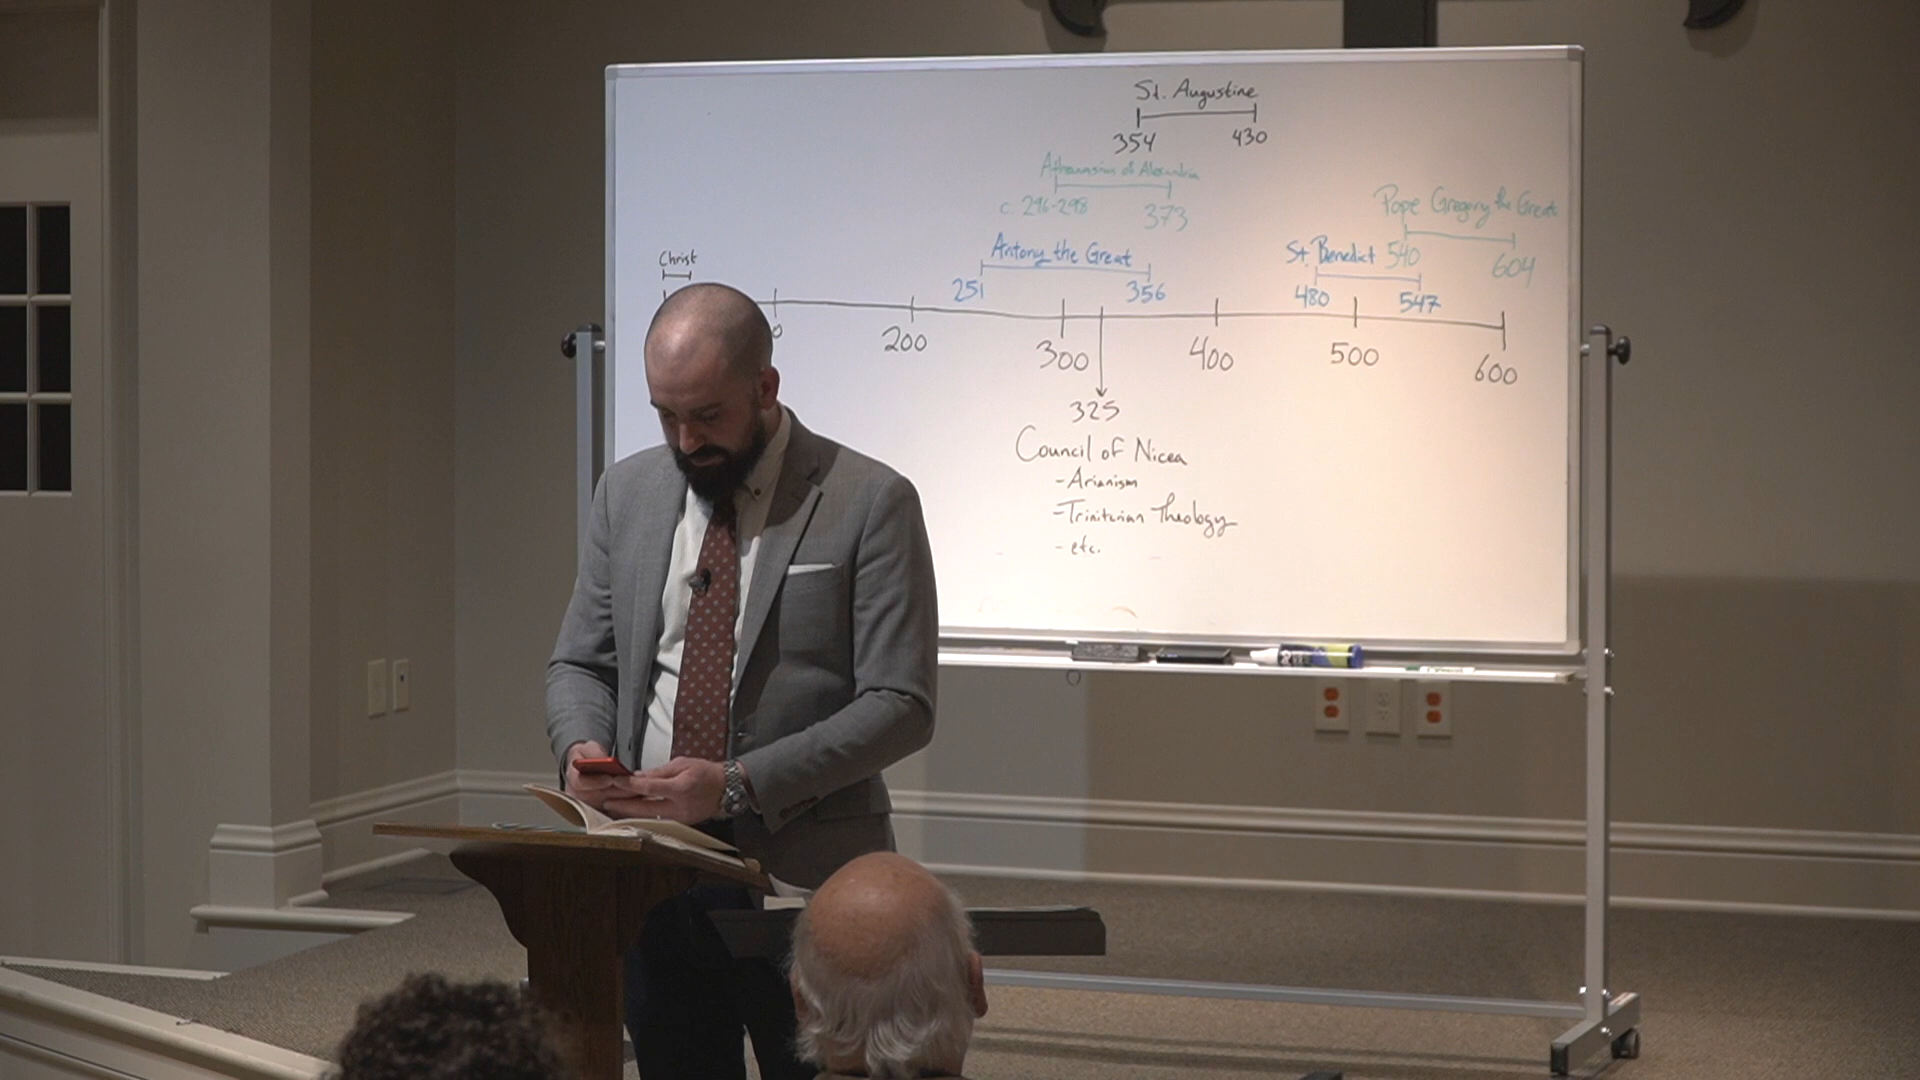 St. Augustine
354 430
Athanasius of Alexandria
c. 296-298 373
Pope Gregory the Great
540 604
Antony the Great
251 356
St. Benedict
480 547
Christ
0 200 300 400 500 600
325
Council of Nicea
- Arianism
- Trinitarian Theology
- etc.